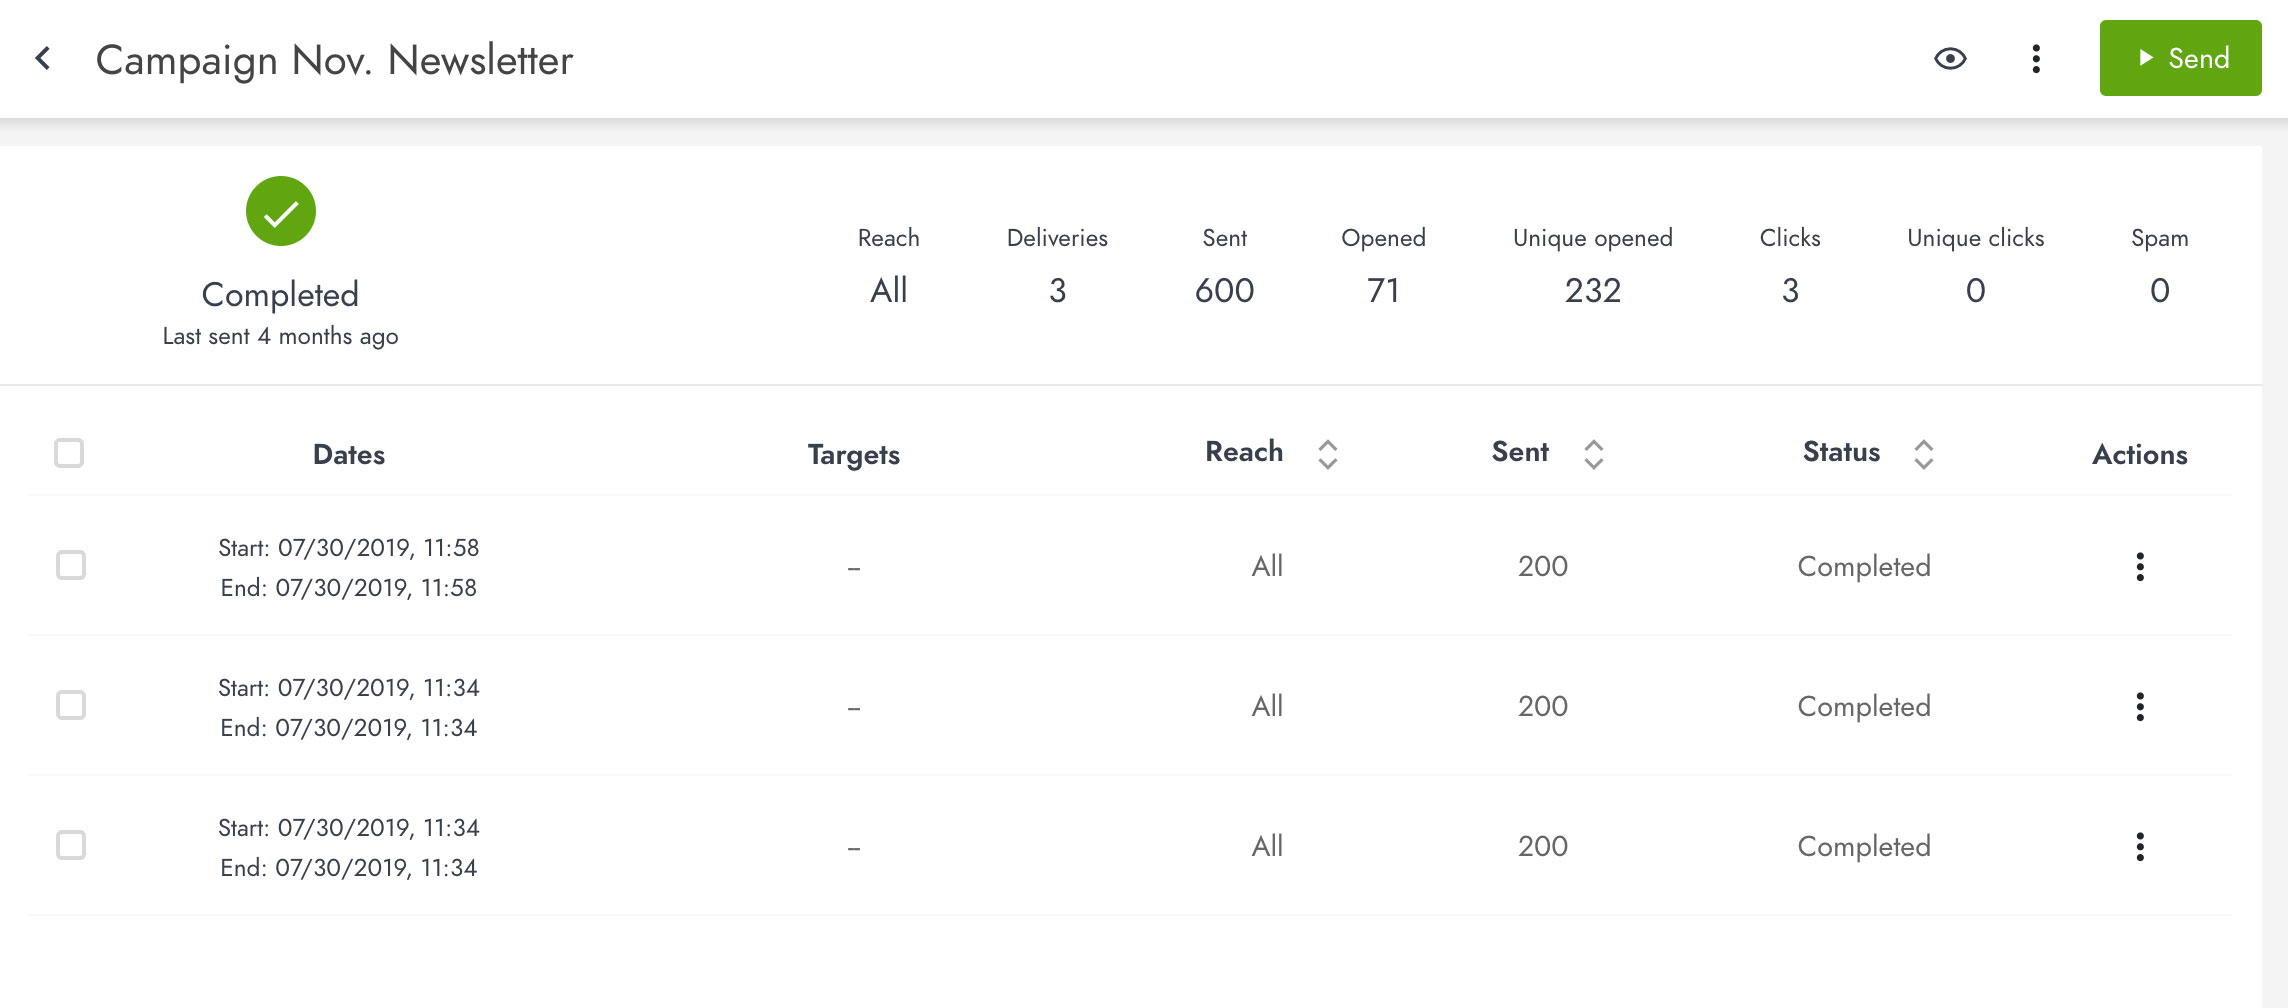 Campaign Nov. Newsletter
Send
Completed
Last sent 4 months ago
Reach Deliveries Sent Opened Unique opened Clicks Unique clicks Spam
All 3 600 71 232 3 0 0
Dates Targets Reach Sent Status Actions
Start: 07/30/2019, 11:58
End: 07/30/2019, 11:58
– All 200 Completed
Start: 07/30/2019, 11:34
End: 07/30/2019, 11:34
– All 200 Completed
Start: 07/30/2019, 11:34
End: 07/30/2019, 11:34
– All 200 Completed